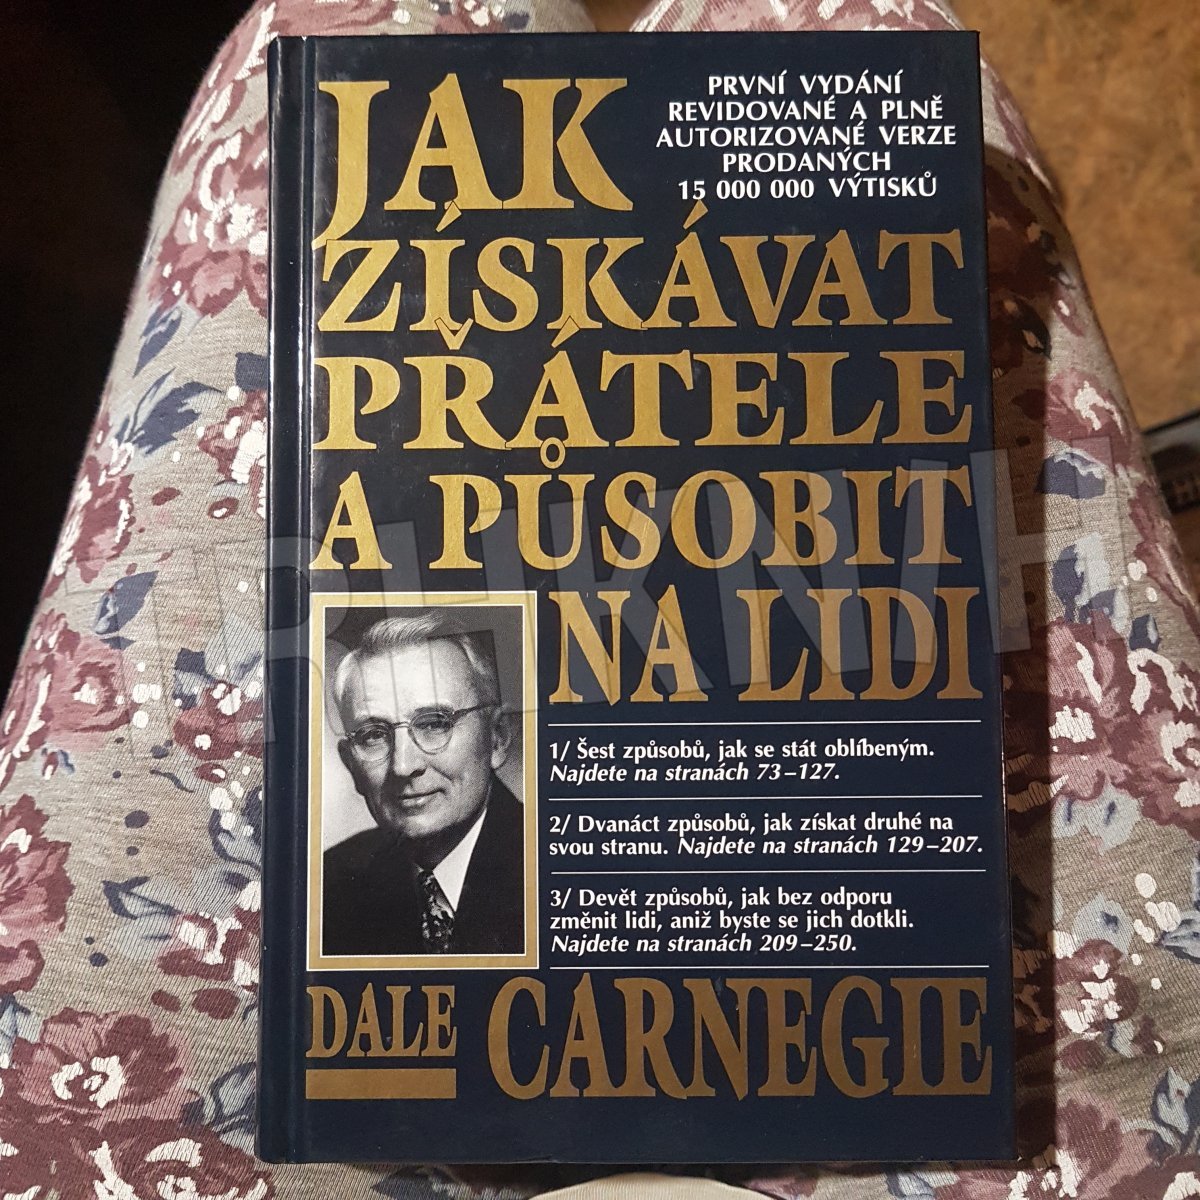 JAK
PRVNÍ VYDÁNÍ
REVIDOVANÉ A PLNĚ
AUTORIZOVANÉ VERZE
PRODANÝCH
15 000 000 VÝTISKŮ
ZÍSKÁVAT
PŘÁTELE
A PŮSOBIT
NA LIDI
1/ Šest způsobů, jak se stát oblíbeným.
Najdete na stranách 73–127.
2/ Dvanáct způsobů, jak získat druhé na
svou stranu. Najdete na stranách 129–207.
3/ Devět způsobů, jak bez odporu
změnit lidi, aniž byste se jich dotkli.
Najdete na stranách 209–250.
DALE CARNEGIE